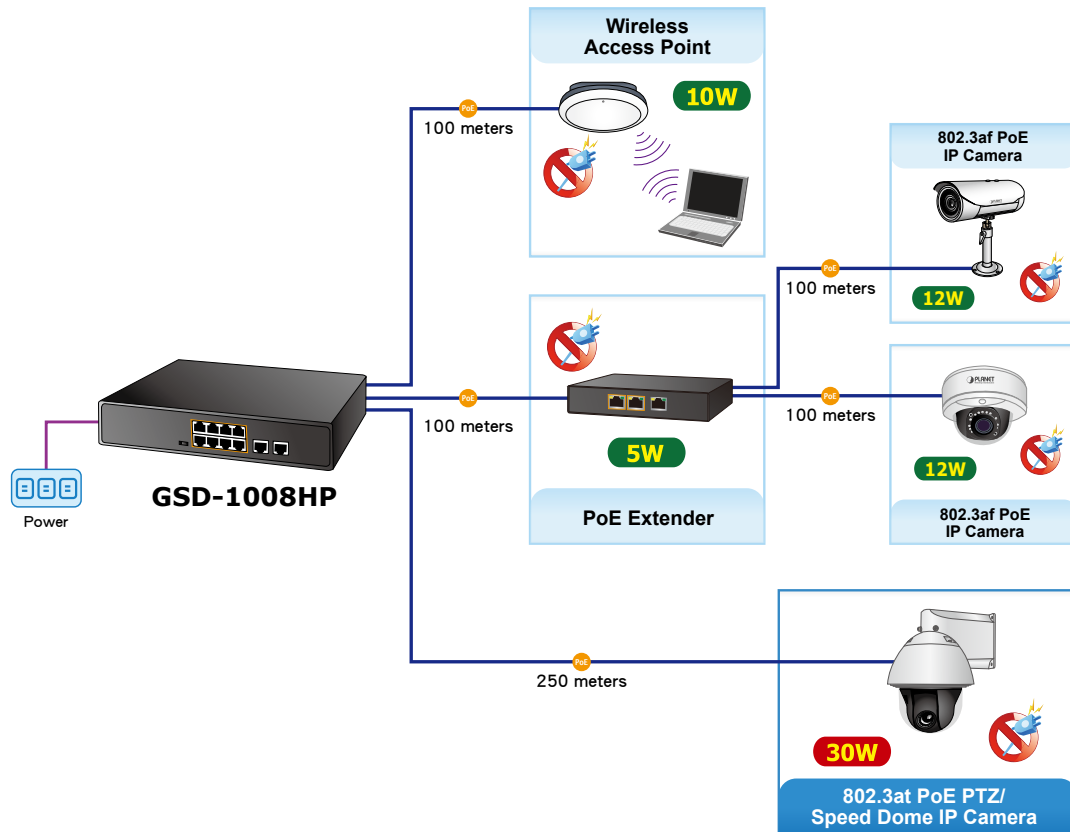 Wireless
Access Point
10W
PoE
100 meters
802.3af PoE
IP Camera
PoE
100 meters
12W
PoE
100 meters
5W
PoE Extender
PoE
100 meters
PLANET
12W
802.3af PoE
IP Camera
GSD-1008HP
Power
PoE
250 meters
30W
802.3at PoE PTZ/
Speed Dome IP Camera